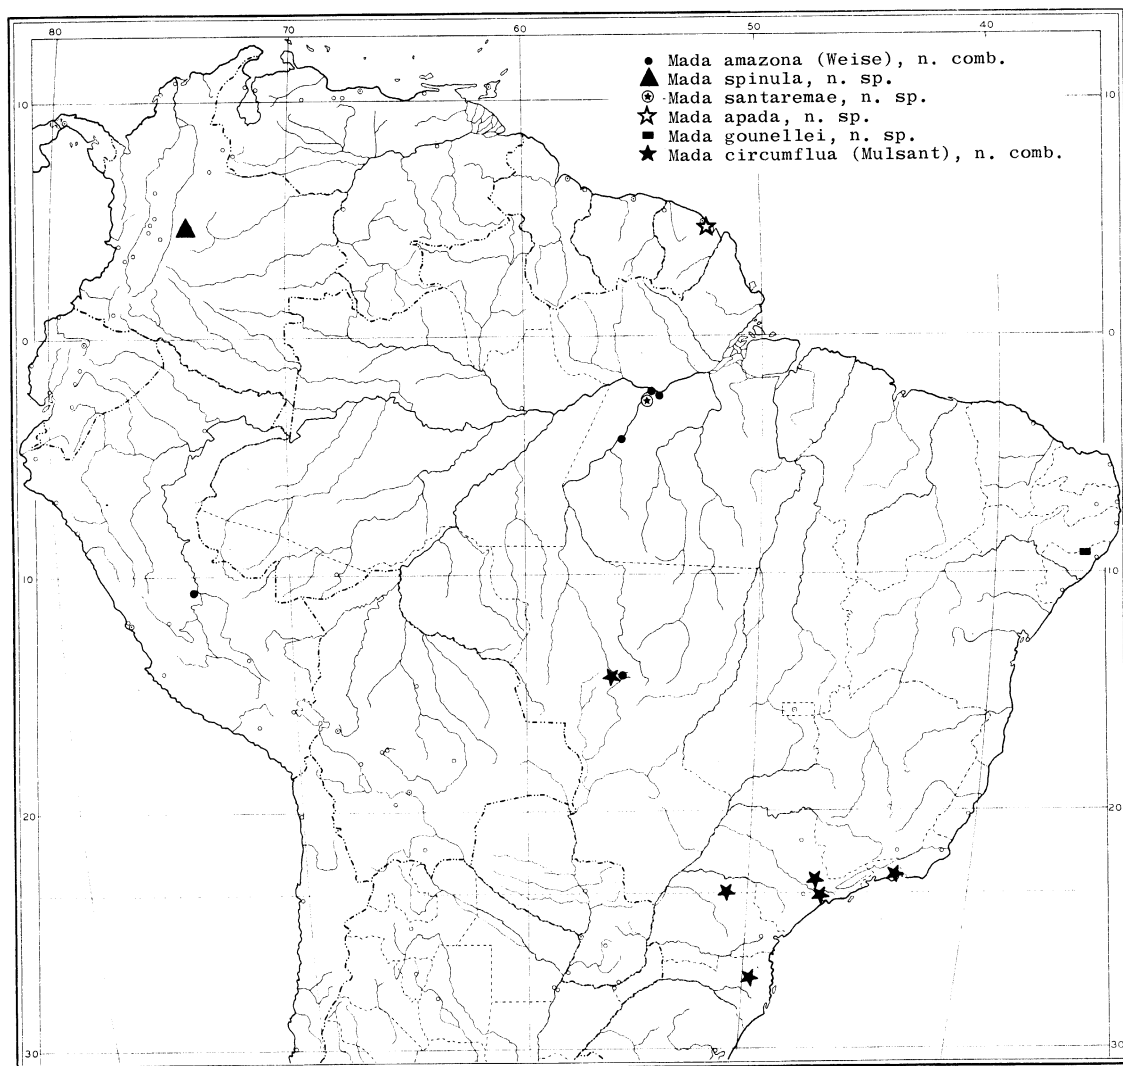 80 70 60 50 40
Mada amazona (Weise), n. comb.
Mada spinula, n. sp.
Mada santaremae, n. sp.
Mada apada, n. sp.
Mada gounellei, n. sp.
Mada circumflua (Mulsant), n. comb.
10 10
0 0
10 10
20 20
30 30